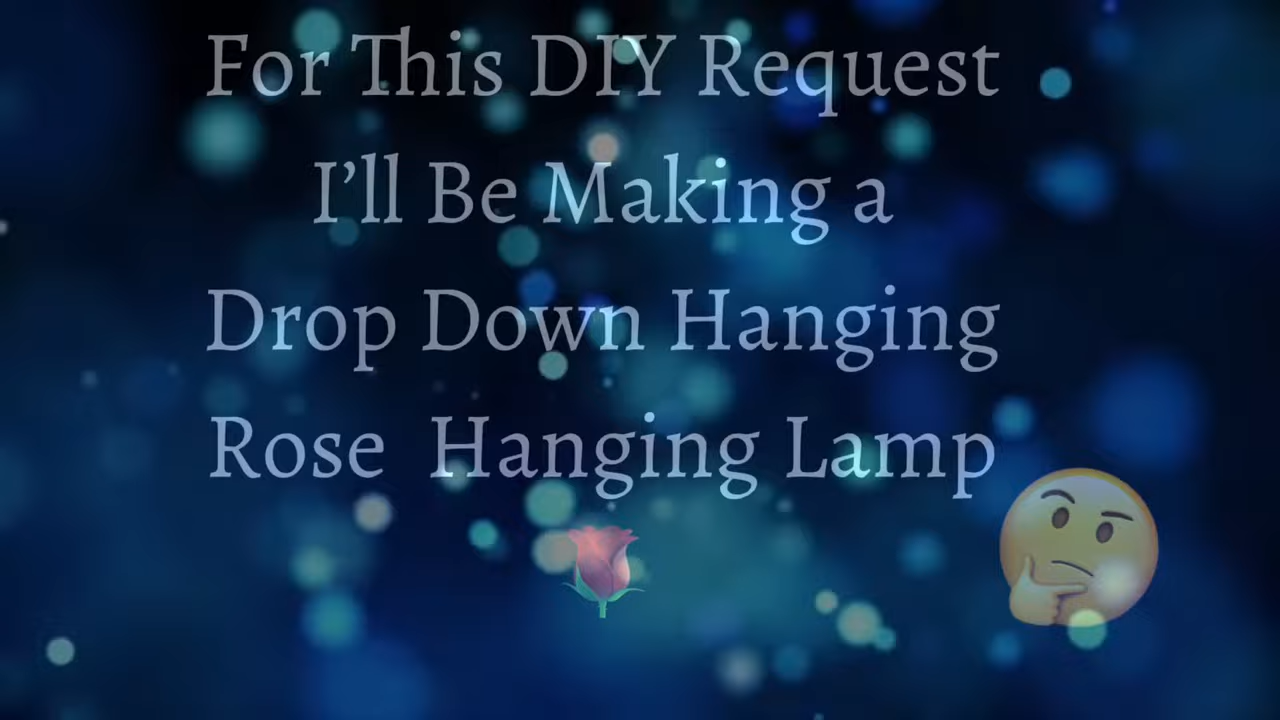 For This DIY Request
I’ll Be Making a
Drop Down Hanging
Rose  Hanging Lamp